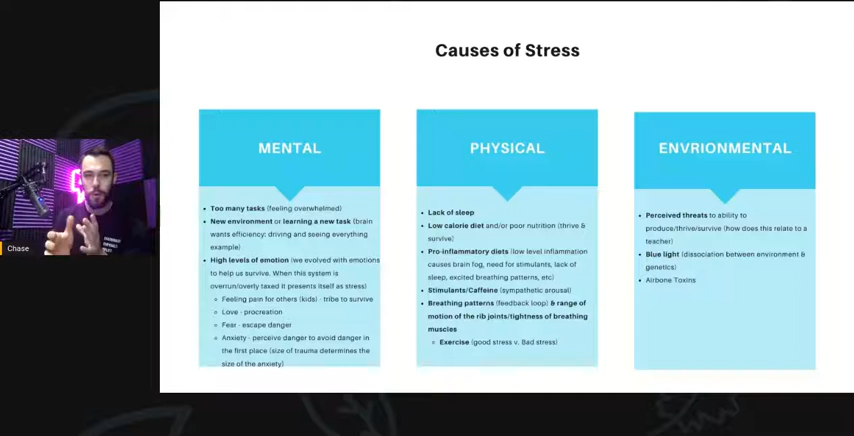 Causes of Stress
MENTAL
• Too many tasks (feeling overwhelmed)
• New environment or learning a new task (brain
wants efficiency: driving and seeing everything
example)
• High levels of emotion (we evolved with emotions
to help us survive. When this system is
overrun/overly taxed it presents itself as stress)
Feeling pain for others (kids) - tribe to survive
Love - procreation
Fear - escape danger
Anxiety - perceive danger to avoid danger in
the first place (size of trauma determines the
size of the anxiety)
PHYSICAL
• Lack of sleep
• Low calorie diet and/or poor nutrition (thrive &
survive)
• Pro-inflammatory diets (low level inflammation
causes brain fog, need for stimulants, lack of
sleep, excited breathing patterns, etc)
• Stimulants/Caffeine (sympathetic arousal)
• Breathing patterns (feedback loop) & range of
motion of the rib joints/tightness of breathing
muscles
Exercise (good stress v. Bad stress)
ENVRIONMENTAL
• Perceived threats to ability to
produce/thrive/survive (how does this relate to a
teacher)
• Blue light (dissociation between environment &
genetics)
• Airbone Toxins
Chase